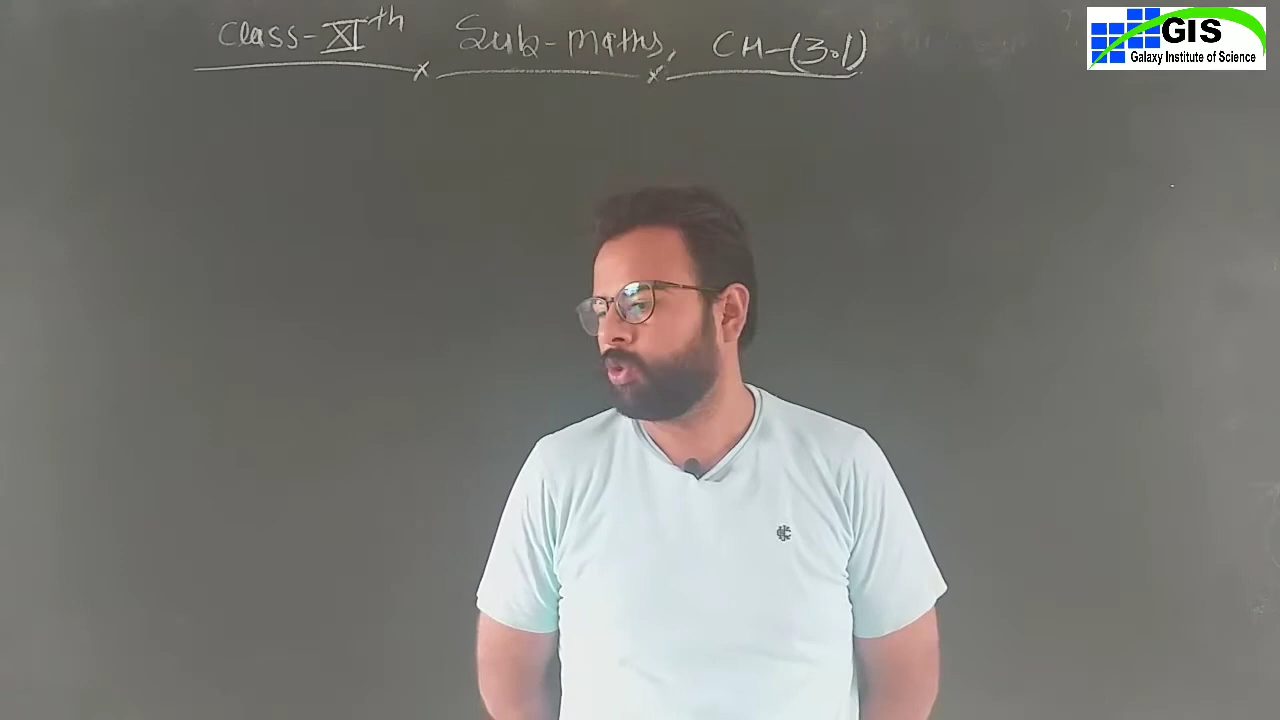 Class-XIth Sub-Maths, CH-(3.1)
GIS
Galaxy Institute of Science